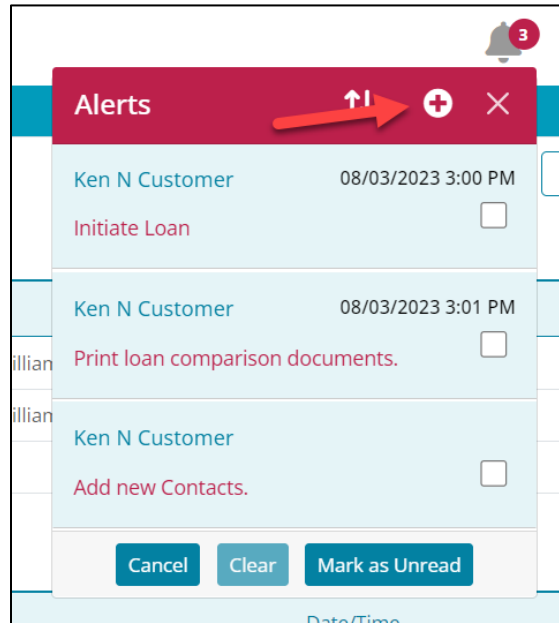 3
Alerts
Ken N Customer 08/03/2023 3:00 PM
Initiate Loan
Ken N Customer 08/03/2023 3:01 PM
Print loan comparison documents.
Ken N Customer
Add new Contacts.
Cancel Clear Mark as Unread
Date/Time